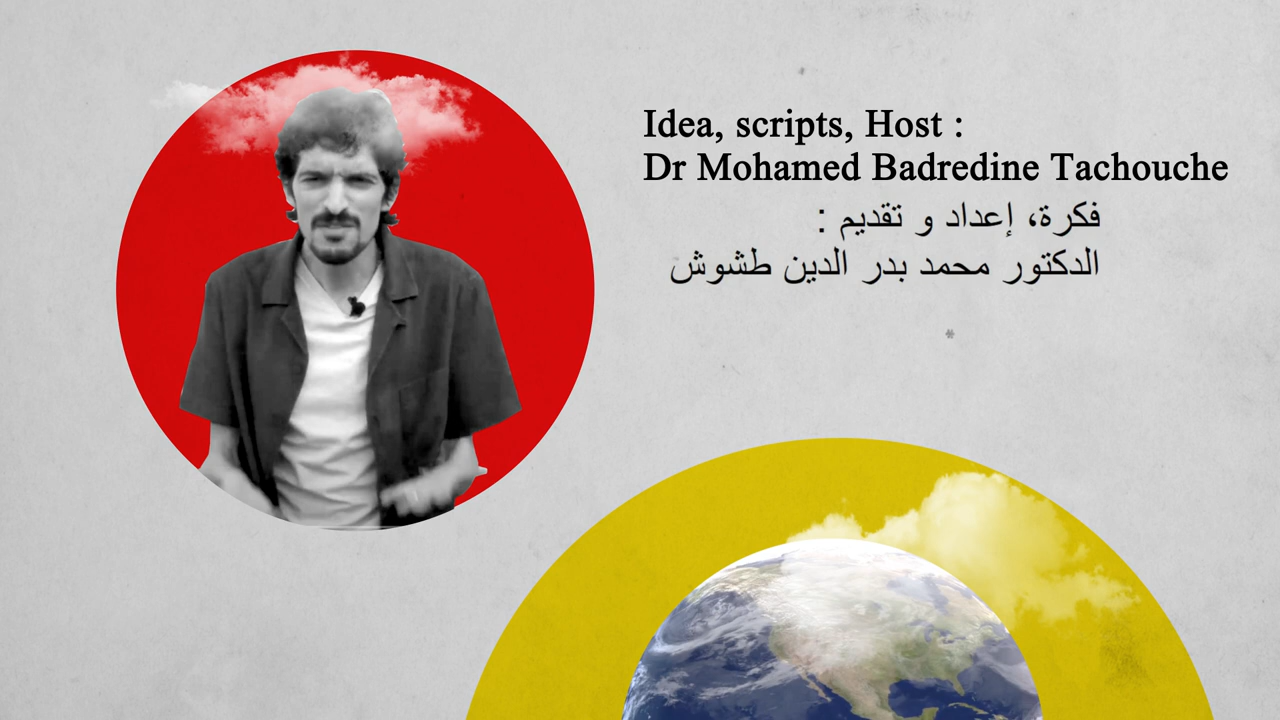 Idea, scripts, Host :
Dr Mohamed Badredine Tachouche
فكرة، إعداد و تقديم :
الدكتور محمد بدر الدين طشوش